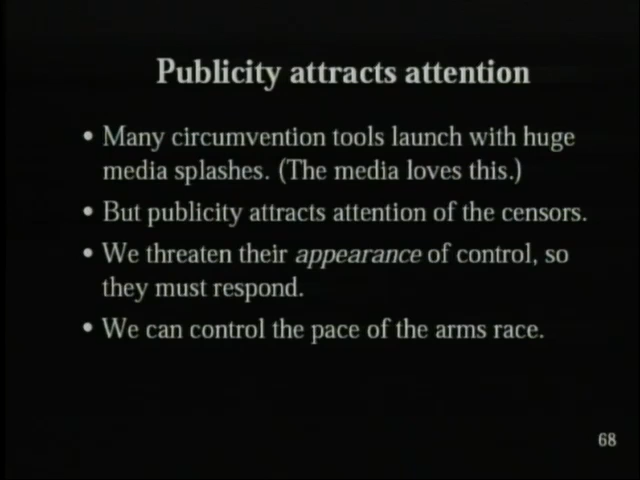 Publicity attracts attention
• Many circumvention tools launch with huge
media splashes. (The media loves this.)
• But publicity attracts attention of the censors.
• We threaten their appearance of control, so
they must respond.
• We can control the pace of the arms race.
68